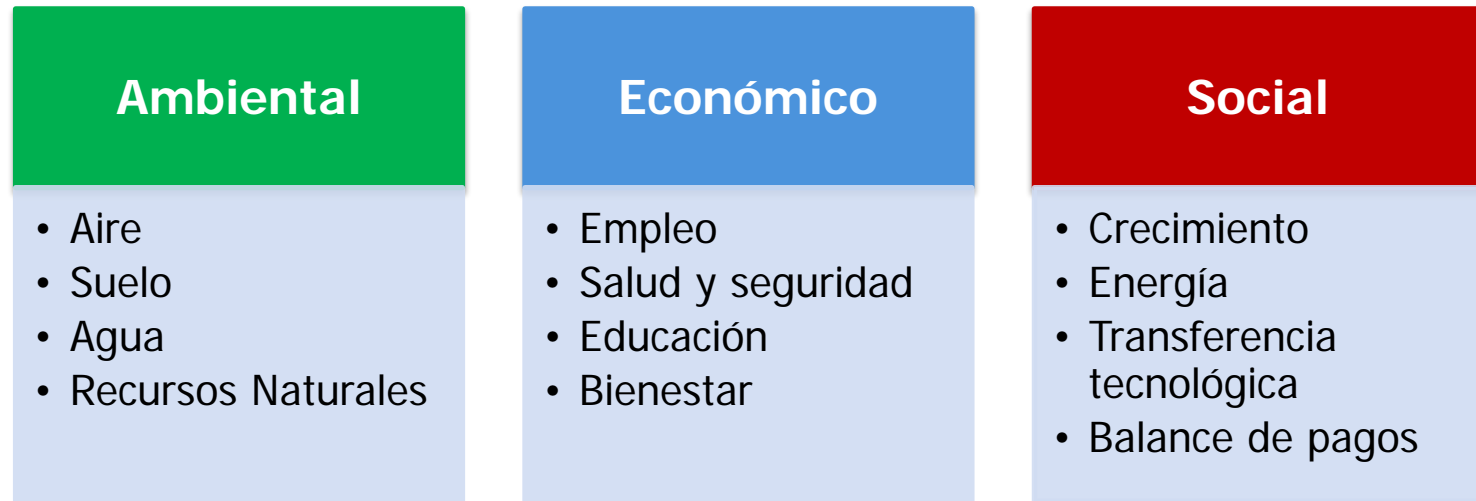 Ambiental
• Aire
• Suelo
• Agua
• Recursos Naturales
Económico
• Empleo
• Salud y seguridad
• Educación
• Bienestar
Social
• Crecimiento
• Energía
• Transferencia
tecnológica
• Balance de pagos